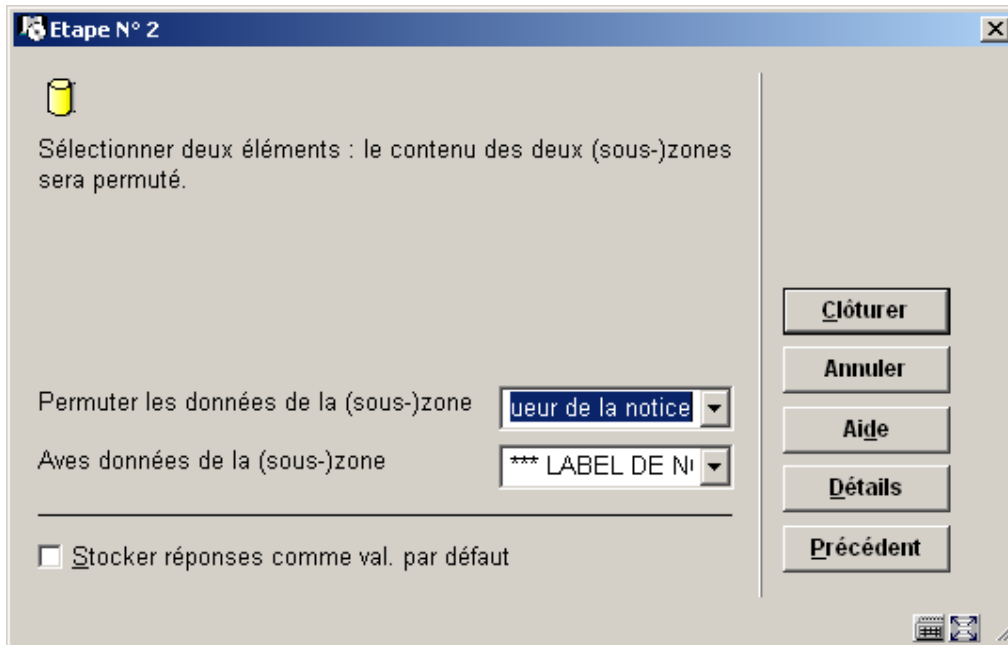 Etape N° 2
Sélectionner deux éléments : le contenu des deux (sous-)zones
sera permuté.
Permuter les données de la (sous-)zone
ueur de la notice
Aves données de la (sous-)zone
*** LABEL DE N
Stocker réponses comme val. par défaut
Clôturer
Annuler
Aide
Détails
Précédent